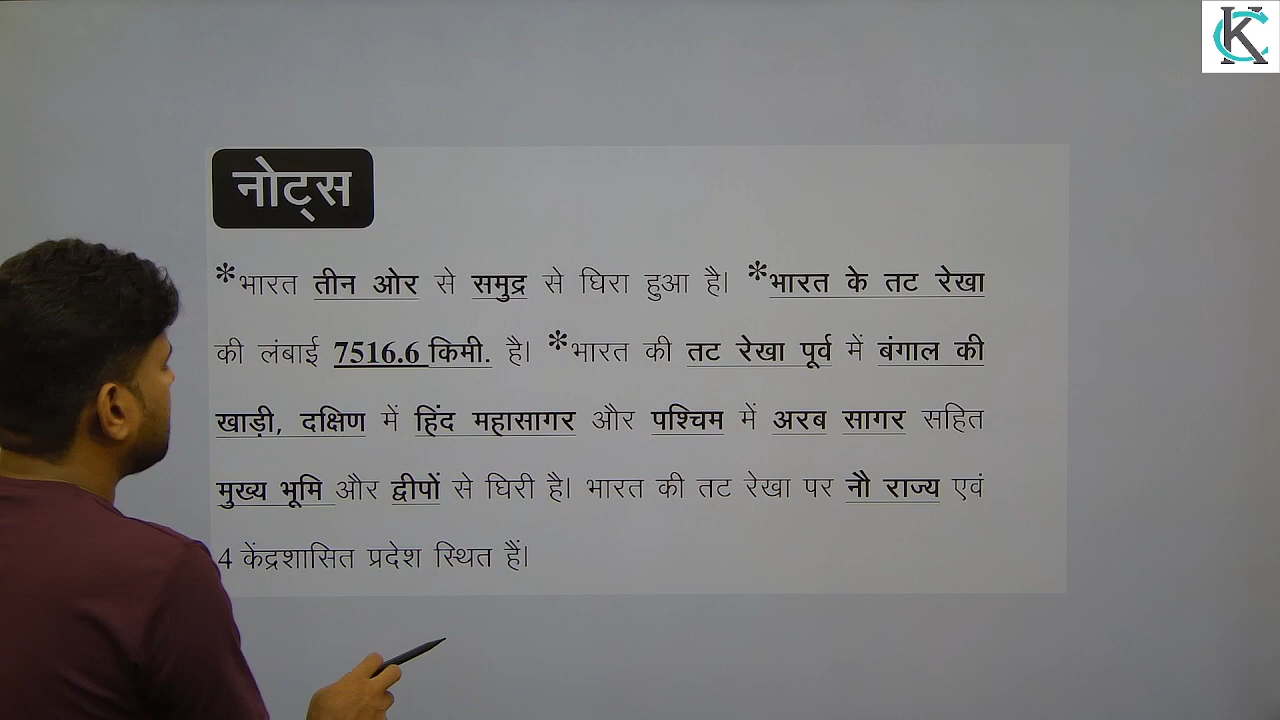 KC
नोट्स
*भारत तीन ओर से समुद्र से घिरा हुआ है। *भारत के तट रेखा
की लंबाई 7516.6 किमी. है। *भारत की तट रेखा पूर्व में बंगाल की
खाड़ी, दक्षिण में हिंद महासागर और पश्चिम में अरब सागर सहित
मुख्य भूमि और द्वीपों से घिरी है। भारत की तट रेखा पर नौ राज्य एवं
4 केंद्रशासित प्रदेश स्थित हैं।